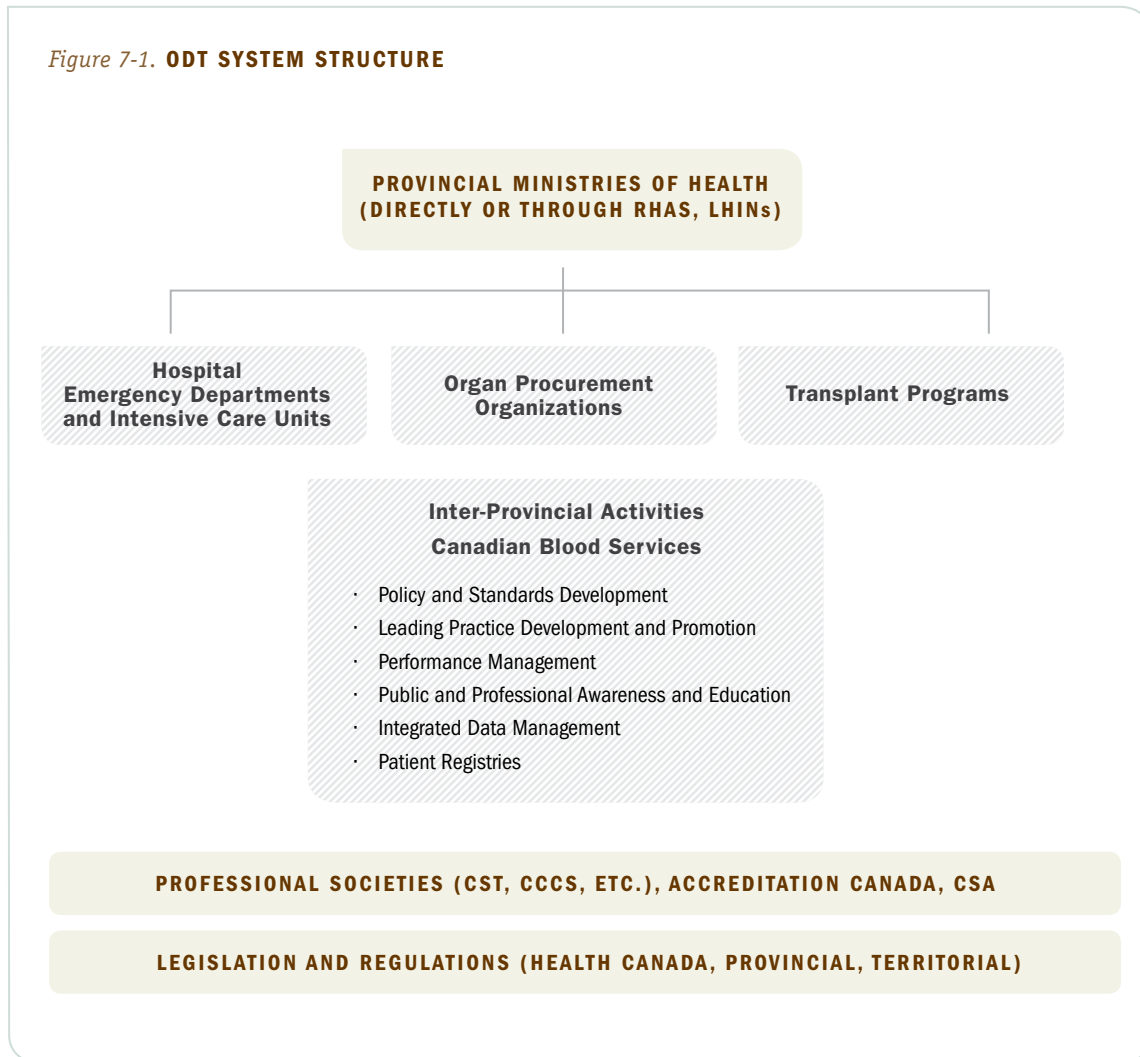 Figure 7-1. ODT SYSTEM STRUCTURE
PROVINCIAL MINISTRIES OF HEALTH
(DIRECTLY OR THROUGH RHAS, LHINs)
Hospital
Emergency Departments
and Intensive Care Units
Organ Procurement
Organizations
Transplant Programs
Inter-Provincial Activities
Canadian Blood Services
· Policy and Standards Development
· Leading Practice Development and Promotion
· Performance Management
· Public and Professional Awareness and Education
· Integrated Data Management
· Patient Registries
PROFESSIONAL SOCIETIES (CST, CCCS, ETC.), ACCREDITATION CANADA, CSA
LEGISLATION AND REGULATIONS (HEALTH CANADA, PROVINCIAL, TERRITORIAL)